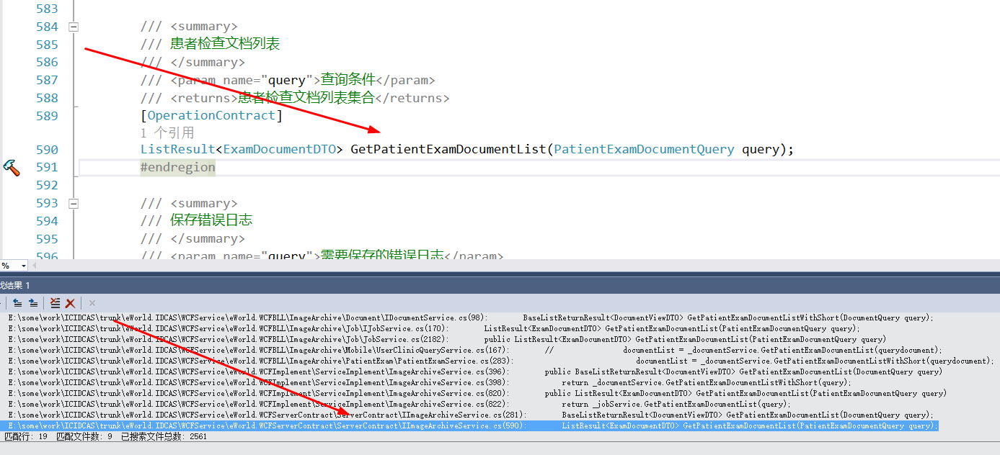 583
584 /// <summary>
585 /// 患者检查文档列表
586 /// </summary>
587 /// <param name="query">查询条件</param>
588 /// <returns>患者检查文档列表集合</returns>
589 [OperationContract]
1 个引用
590 ListResult<ExamDocumentDTO> GetPatientExamDocumentList(PatientExamDocumentQuery query);
591 #endregion
592
593 /// <summary>
594 /// 保存错误日志
595 /// </summary>
596 /// <param name="query">需要保存的错误日志</param>
%
找结果 1
E:\some\work\ICIDCAS\trunk\eWorld.IDCAS\WCFService\eWorld.WCFBLL\ImageArchive\Document\IDocumentService.cs(98): BaseListReturnResult<DocumentViewDTO> GetPatientExamDocumentListWithShort(DocumentQuery query);
E:\some\work\ICIDCAS\trunk\eWorld.IDCAS\WCFService\eWorld.WCFBLL\ImageArchive\Job\IJobService.cs(170): ListResult<ExamDocumentDTO> GetPatientExamDocumentList(PatientExamDocumentQuery query);
E:\some\work\ICIDCAS\trunk\eWorld.IDCAS\WCFService\eWorld.WCFBLL\ImageArchive\Job\JobService.cs(2182): public ListResult<ExamDocumentDTO> GetPatientExamDocumentList(PatientExamDocumentQuery query)
E:\some\work\ICIDCAS\trunk\eWorld.IDCAS\WCFService\eWorld.WCFBLL\ImageArchive\Mobile\UserClinicQueryService.cs(167): // documentList = _documentService.GetPatientExamDocumentList(querydocument);
E:\some\work\ICIDCAS\trunk\eWorld.IDCAS\WCFService\eWorld.WCFBLL\ImageArchive\PatientExam\PatientExamService.cs(283): documentList = _documentService.GetPatientExamDocumentListWithShort(querydocument);
E:\some\work\ICIDCAS\trunk\eWorld.IDCAS\WCFService\eWorld.WCFImplement\ServiceImplement\ImageArchiveService.cs(396): public BaseListReturnResult<DocumentViewDTO> GetPatientExamDocumentList(DocumentQuery query)
E:\some\work\ICIDCAS\trunk\eWorld.IDCAS\WCFService\eWorld.WCFImplement\ServiceImplement\ImageArchiveService.cs(398): return _documentService.GetPatientExamDocumentListWithShort(query);
E:\some\work\ICIDCAS\trunk\eWorld.IDCAS\WCFService\eWorld.WCFImplement\ServiceImplement\ImageArchiveService.cs(820): public ListResult<ExamDocumentDTO> GetPatientExamDocumentList(PatientExamDocumentQuery query)
E:\some\work\ICIDCAS\trunk\eWorld.IDCAS\WCFService\eWorld.WCFImplement\ServiceImplement\ImageArchiveService.cs(822): return _jobService.GetPatientExamDocumentList(query);
E:\some\work\ICIDCAS\trunk\eWorld.IDCAS\WCFService\eWorld.WCFServerContract\ServerContract\IImageArchiveService.cs(281): BaseListReturnResult<DocumentViewDTO> GetPatientExamDocumentList(DocumentQuery query);
E:\some\work\ICIDCAS\trunk\eWorld.IDCAS\WCFService\eWorld.WCFServerContract\ServerContract\IImageArchiveService.cs(590): ListResult<ExamDocumentDTO> GetPatientExamDocumentList(PatientExamDocumentQuery query);
匹配行: 19 匹配文件数: 9 已搜索文件总数: 2561